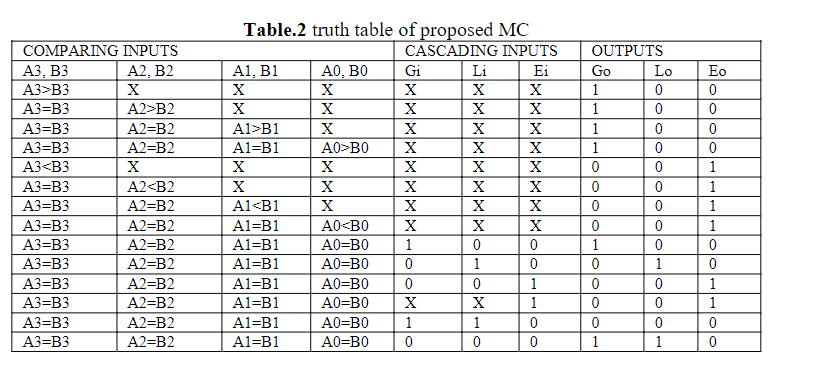 Table.2 truth table of proposed MC
COMPARING INPUTS CASCADING INPUTS OUTPUTS
A3, B3 A2, B2 A1, B1 A0, B0 Gi Li Ei Go Lo Eo
A3>B3 X X X X X X 1 0 0
A3=B3 A2>B2 X X X X X 1 0 0
A3=B3 A2=B2 A1>B1 X X X X 1 0 0
A3=B3 A2=B2 A1=B1 A0>B0 X X X 1 0 0
A3<B3 X X X X X X 0 0 1
A3=B3 A2<B2 X X X X X 0 0 1
A3=B3 A2=B2 A1<B1 X X X X 0 0 1
A3=B3 A2=B2 A1=B1 A0<B0 X X X 0 0 1
A3=B3 A2=B2 A1=B1 A0=B0 1 0 0 1 0 0
A3=B3 A2=B2 A1=B1 A0=B0 0 1 0 0 1 0
A3=B3 A2=B2 A1=B1 A0=B0 0 0 1 0 0 1
A3=B3 A2=B2 A1=B1 A0=B0 X X 1 0 0 1
A3=B3 A2=B2 A1=B1 A0=B0 1 1 0 0 0 0
A3=B3 A2=B2 A1=B1 A0=B0 0 0 0 1 1 0